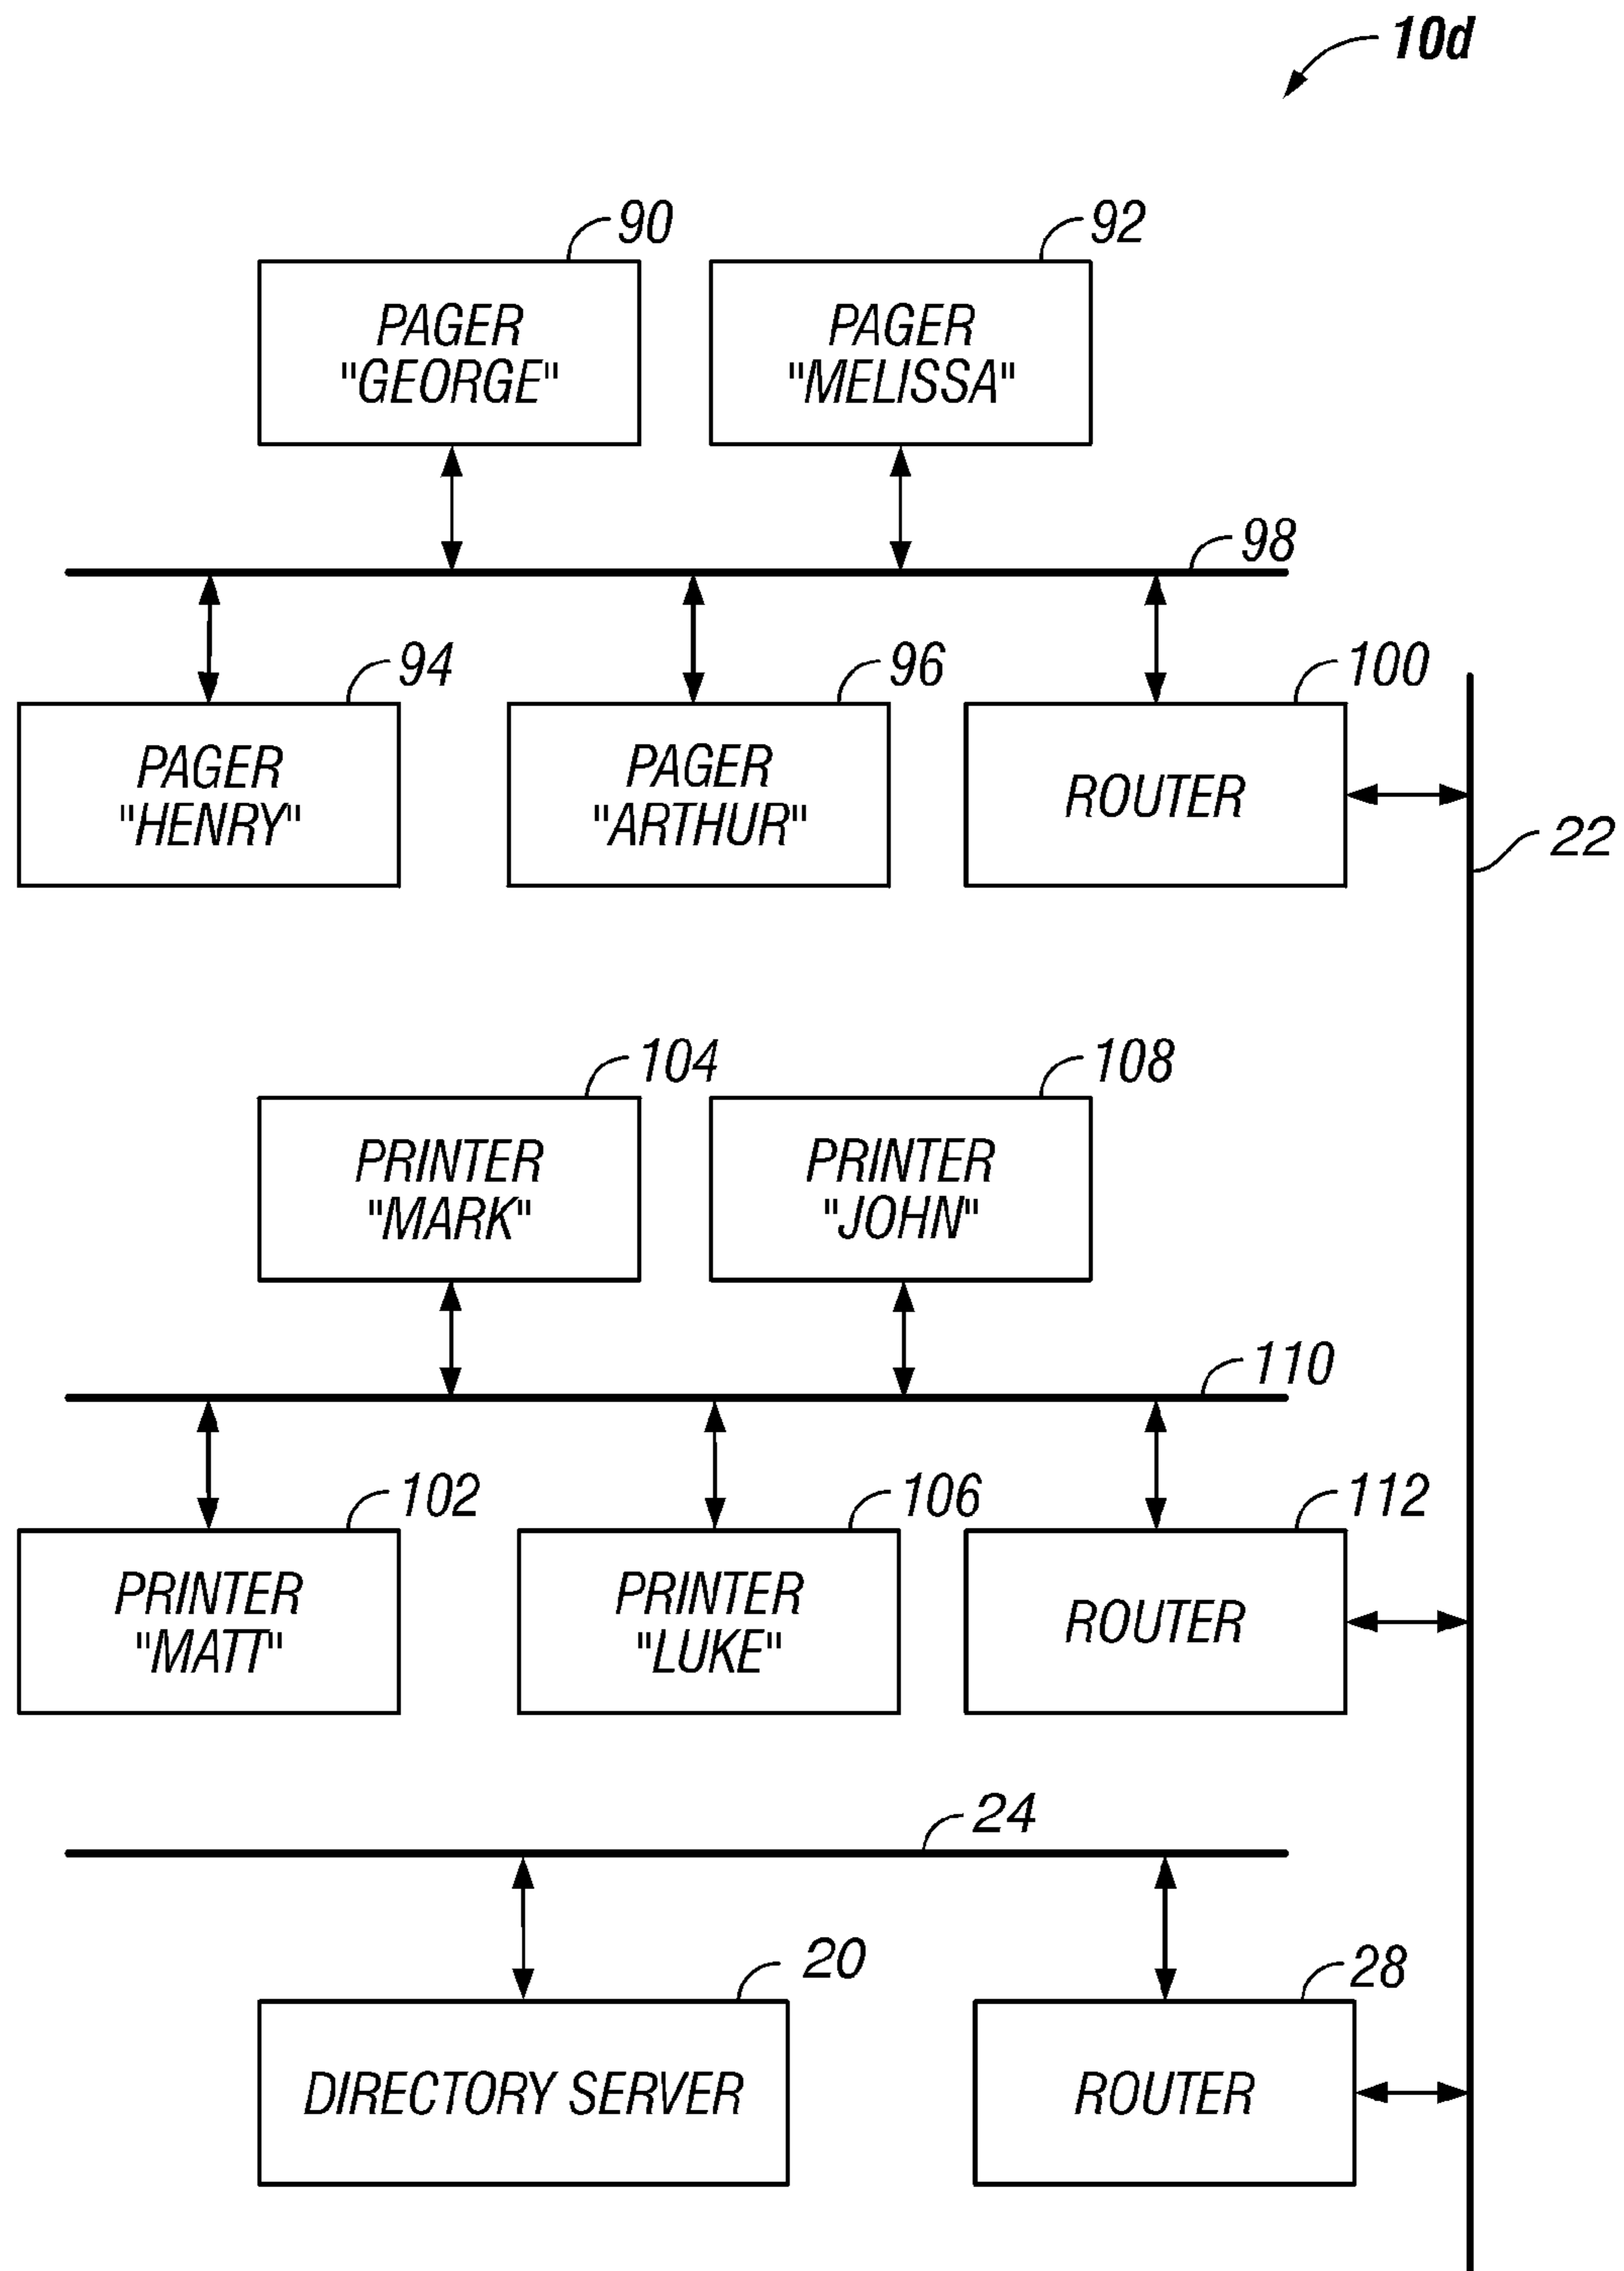 10d
90
92
PAGER
"GEORGE"
PAGER
"MELISSA"
98
94
96
100
PAGER
"HENRY"
PAGER
"ARTHUR"
ROUTER
22
104
108
PRINTER
"MARK"
PRINTER
"JOHN"
110
102
106
112
PRINTER
"MATT"
PRINTER
"LUKE"
ROUTER
24
20
28
DIRECTORY SERVER
ROUTER